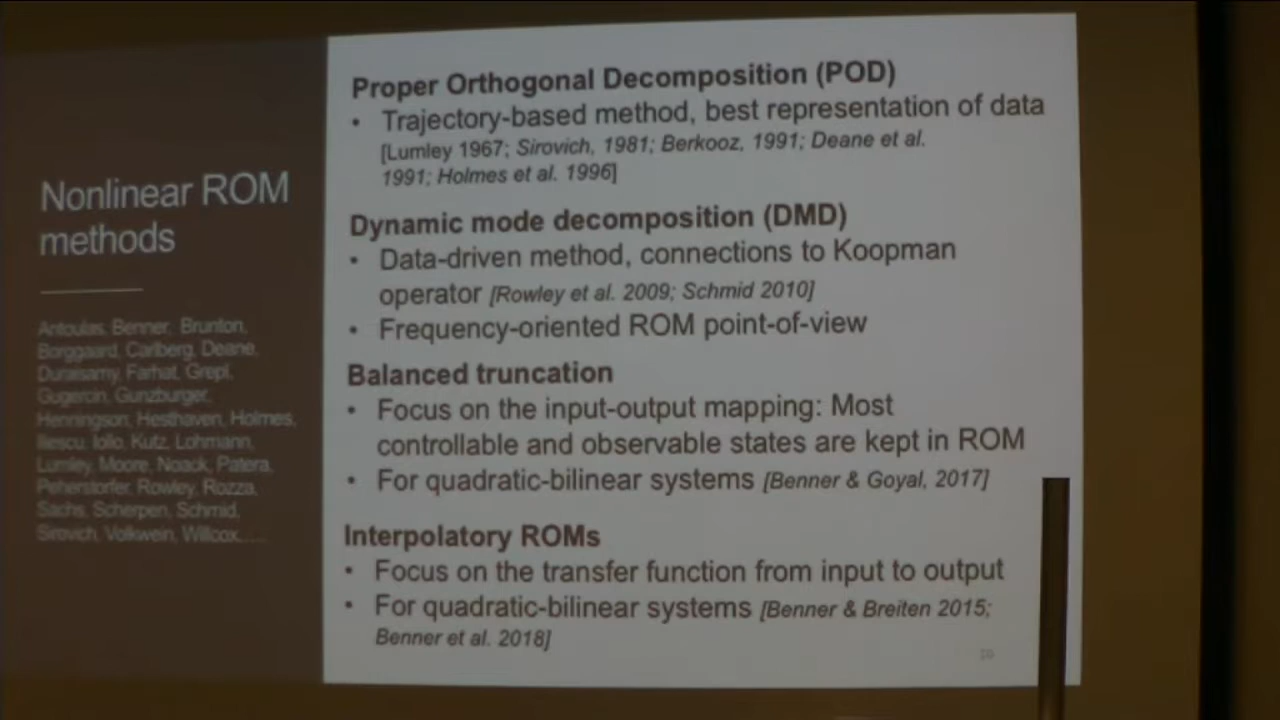 Nonlinear ROM
methods
Antoulas, Benner, Brunton,
Borggaard, Carlberg, Deane,
Duraisamy, Farhat, Grepl,
Gugercin, Gunzburger,
Henningson, Hesthaven, Holmes,
Iliescu, Iollo, Kutz, Lohmann,
Lumley, Moore, Noack, Patera,
Peherstorfer, Rowley, Rozza,
Sachs, Scherpen, Schmid,
Sirovich, Volkwein, Willcox,....
Proper Orthogonal Decomposition (POD)
• Trajectory-based method, best representation of data
[Lumley 1967; Sirovich, 1981; Berkooz, 1991; Deane et al.
1991; Holmes et al. 1996]
Dynamic mode decomposition (DMD)
• Data-driven method, connections to Koopman
operator [Rowley et al. 2009; Schmid 2010]
• Frequency-oriented ROM point-of-view
Balanced truncation
• Focus on the input-output mapping: Most
controllable and observable states are kept in ROM
• For quadratic-bilinear systems [Benner & Goyal, 2017]
Interpolatory ROMs
• Focus on the transfer function from input to output
• For quadratic-bilinear systems [Benner & Breiten 2015;
Benner et al. 2018]